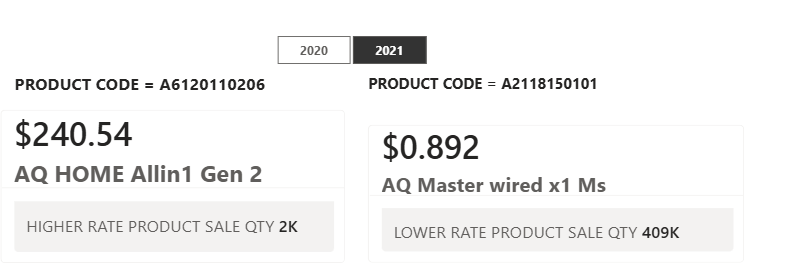 2020 2021
PRODUCT CODE = A6120110206
$240.54
AQ HOME Allin1 Gen 2
HIGHER RATE PRODUCT SALE QTY 2K
PRODUCT CODE = A2118150101
$0.892
AQ Master wired x1 Ms
LOWER RATE PRODUCT SALE QTY 409K